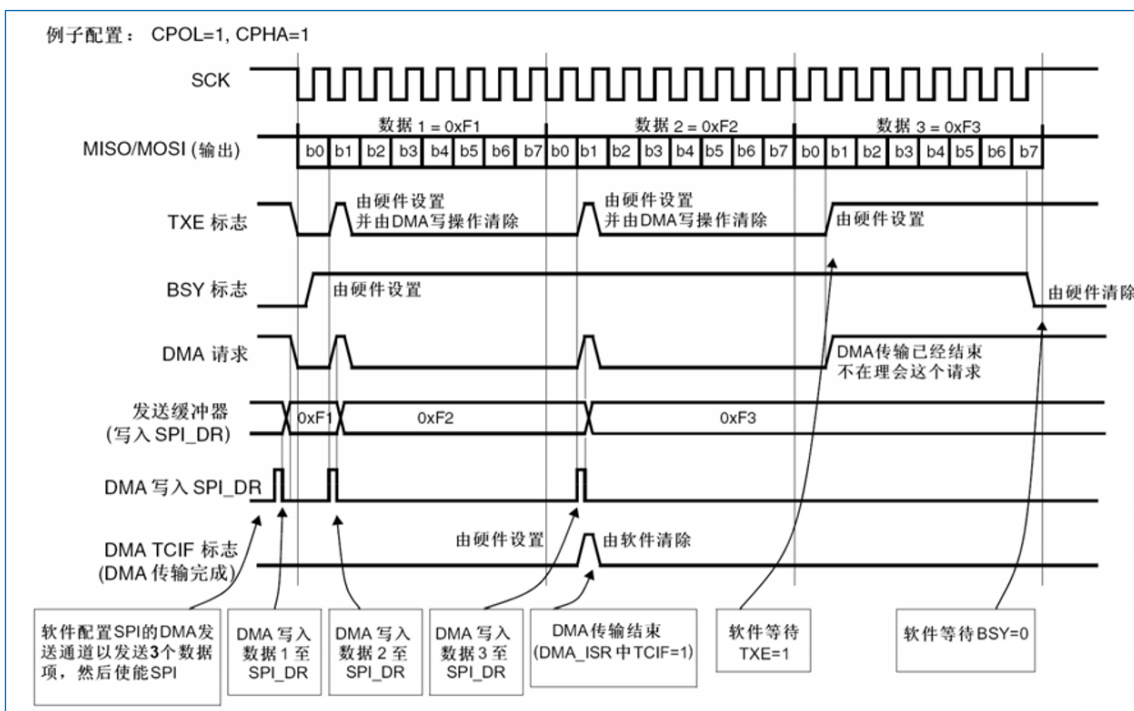 例子配置： CPOL=1, CPHA=1
SCK
数据 1 = 0xF1
数据 2 = 0xF2
数据 3 = 0xF3
MISO/MOSI (输出)
b0 b1 b2 b3 b4 b5 b6 b7 b0 b1 b2 b3 b4 b5 b6 b7 b0 b1 b2 b3 b4 b5 b6 b7
TXE 标志
由硬件设置
并由DMA写操作清除
由硬件设置
并由DMA写操作清除
由硬件设置
BSY 标志
由硬件设置
由硬件清除
DMA 请求
DMA传输已经结束
不在理会这个请求
发送缓冲器
(写入 SPI_DR)
0xF1
0xF2
0xF3
DMA 写入 SPI_DR
DMA TCIF 标志
(DMA 传输完成)
由硬件设置
由软件清除
软件配置SPI的DMA发
送通道以发送3个数据
项，然后使能SPI
DMA 写入
数据 1 至
SPI_DR
DMA 写入
数据 2 至
SPI_DR
DMA 写入
数据 3 至
SPI_DR
DMA传输结束
(DMA_ISR 中TCIF=1)
软件等待
TXE=1
软件等待BSY=0